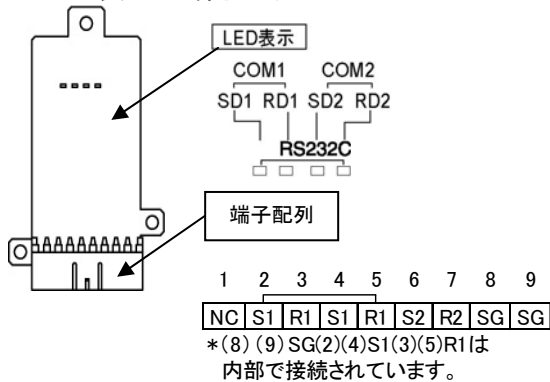 LED表示
COM1 COM2
SD1 RD1 SD2 RD2
RS232C
端子配列
1 2 3 4 5 6 7 8 9
NC S1 R1 S1 R1 S2 R2 SG SG
*(8)(9)SG(2)(4)S1(3)(5)R1は
内部で接続されています。